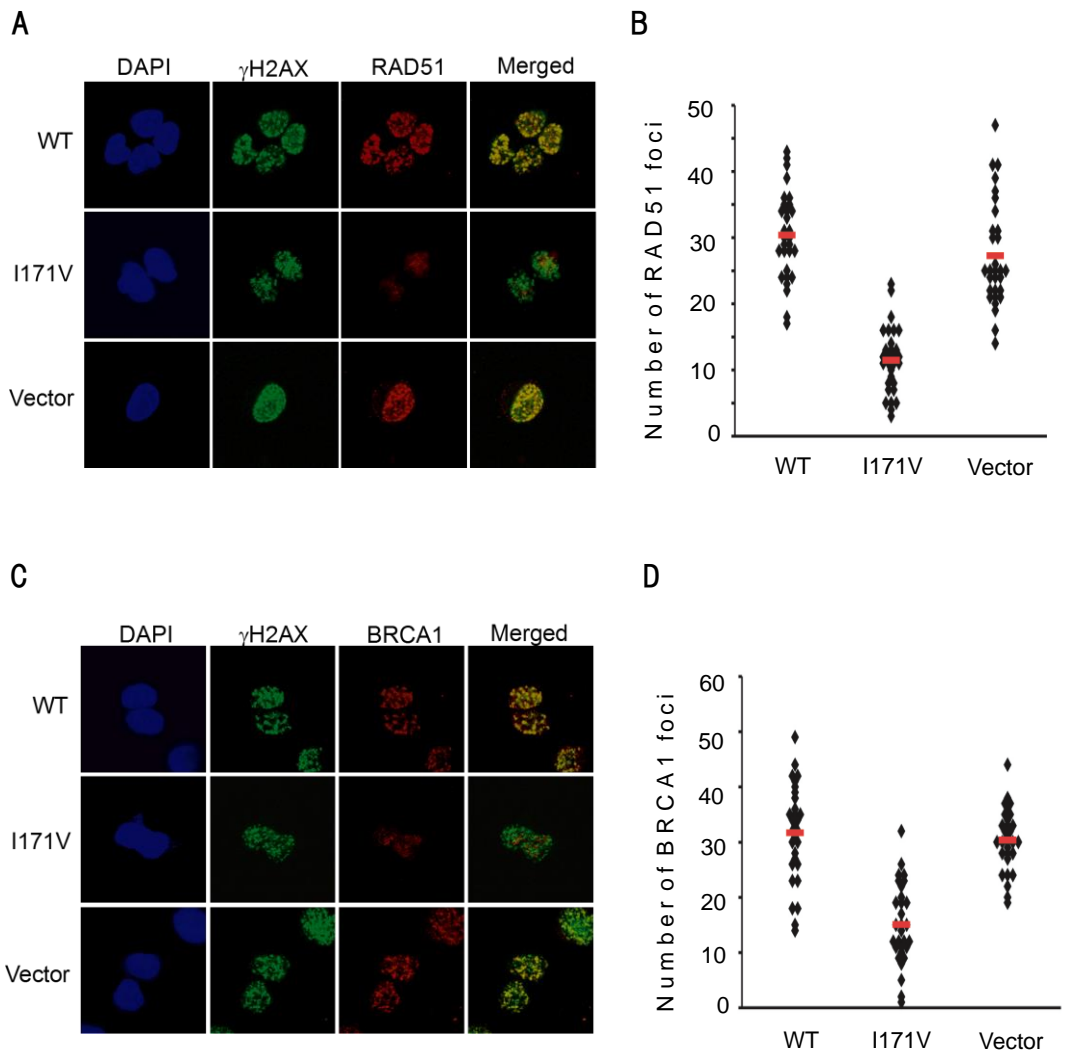 A
DAPI γH2AX RAD51 Merged
WT
I171V
Vector
B
Number of RAD51 foci
50
40
30
20
10
0
WT I171V Vector
C
DAPI γH2AX BRCA1 Merged
WT
I171V
Vector
D
Number of BRCA1 foci
60
50
40
30
20
10
0
WT I171V Vector